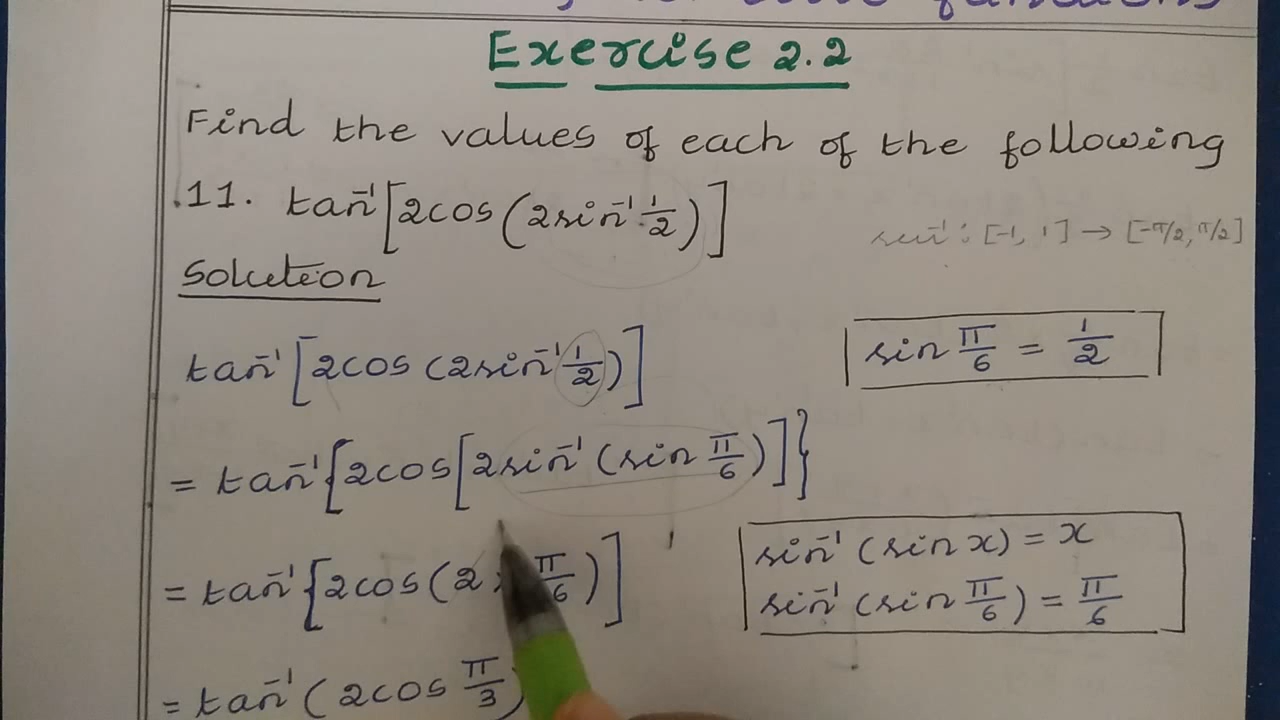 functions
Exercise 2.2
Find the values of each of the following
11. tan⁻¹[2cos(2sin⁻¹ 1/2)]
sin⁻¹ : [-1, 1] → [-π/2, π/2]
Solution
tan⁻¹[2cos(2sin⁻¹ 1/2)]
sin π/6 = 1/2
= tan⁻¹{2cos[2sin⁻¹(sin π/6)]}
= tan⁻¹{2cos(2 × π/6)]
sin⁻¹(sin x) = x
sin⁻¹(sin π/6) = π/6
= tan⁻¹(2cos π/3)